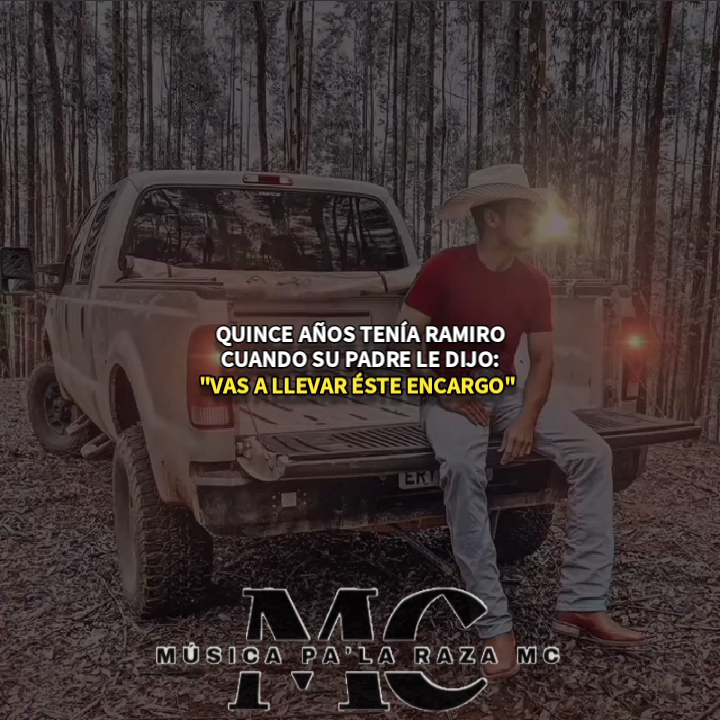 QUINCE AÑOS TENÍA RAMIRO
CUANDO SU PADRE LE DIJO:
"VAS A LLEVAR ÉSTE ENCARGO"
MC
MÚSICA PA'LA RAZA MC